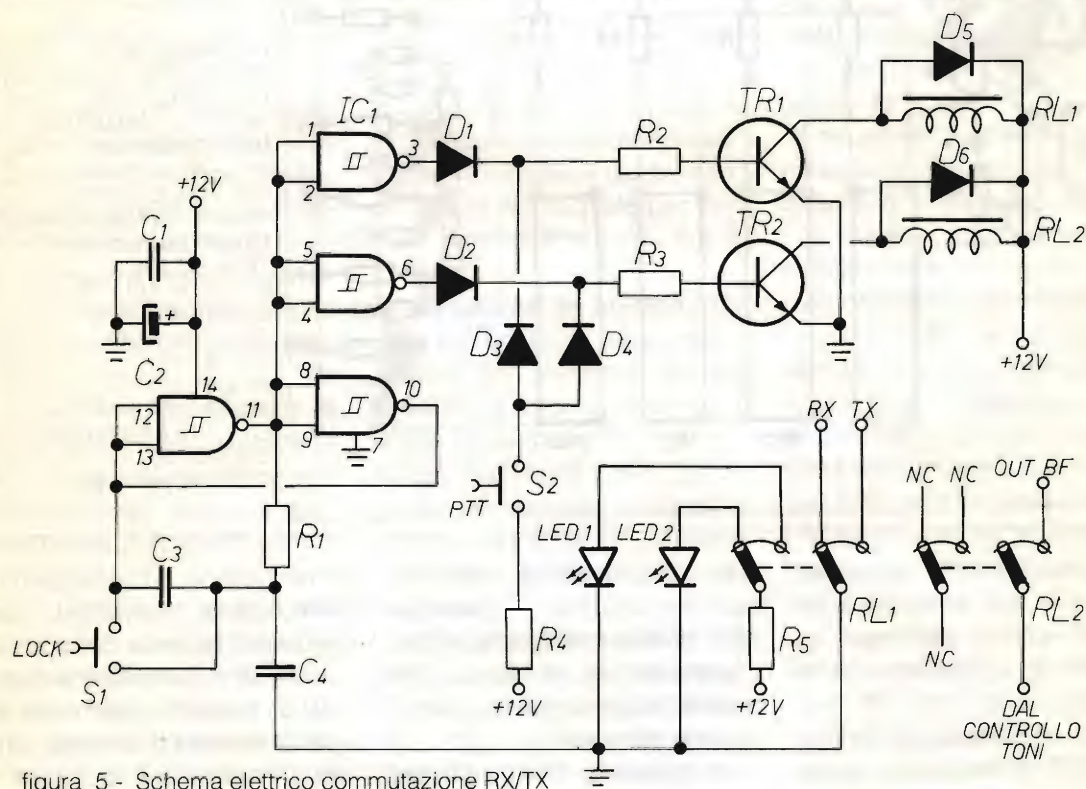 D5
TR1
RL1
IC1
1
2
3
D1
R2
D6
+12V
TR2
RL2
C1
5
4
6
D2
R3
+
D3
D4
+12V
C2
14
12
13
11
8
9
10
7
RX
TX
S2
PTT
NC
NC
OUT BF
LED 1
LED 2
C3
R1
R4
R5
RL1
RL2
NC
LOCK
S1
C4
+12V
+12V
DAL
CONTROLLO
TONI
figura 5 - Schema elettrico commutazione RX/TX